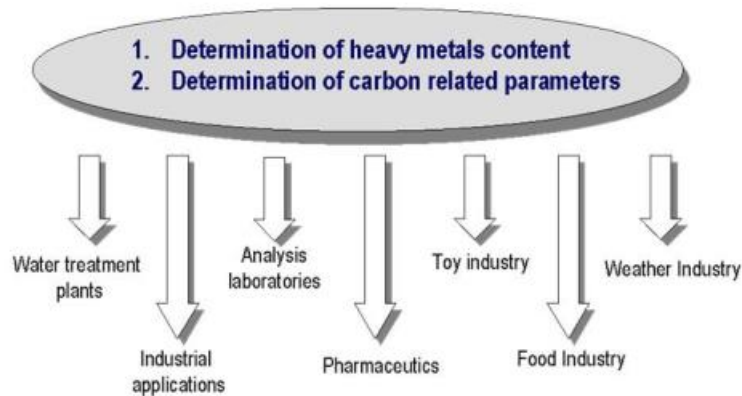 1. Determination of heavy metals content
2. Determination of carbon related parameters
Water treatment
plants
Industrial
applications
Analysis
laboratories
Pharmaceutics
Toy industry
Food Industry
Weather Industry